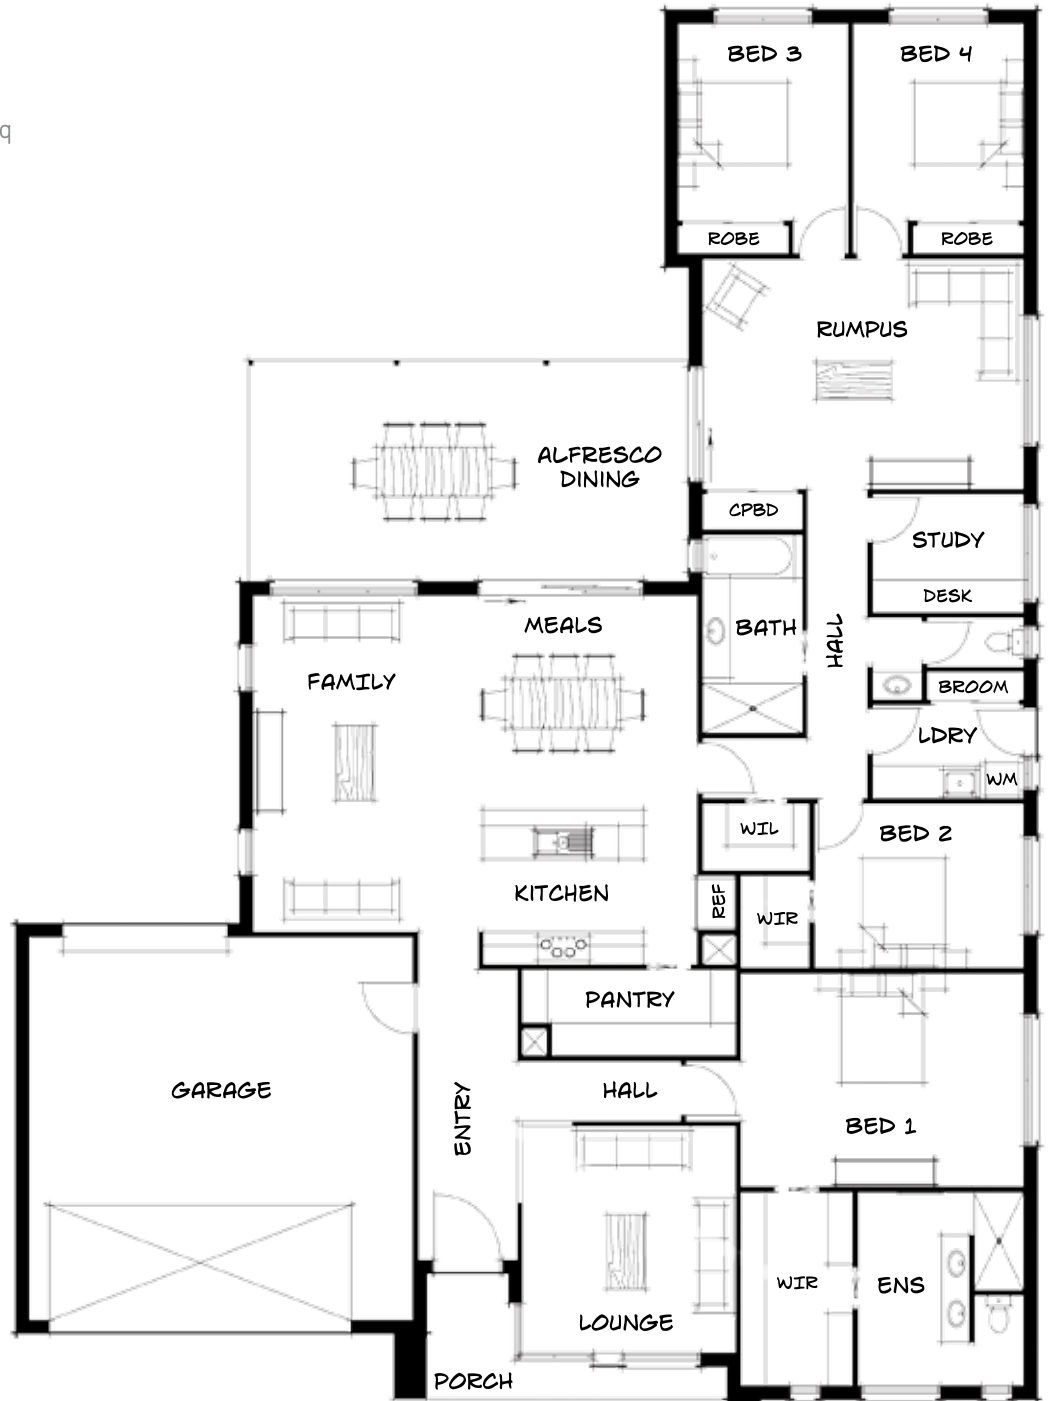 BED 3
BED 4
q
ROBE
ROBE
RUMPUS
ALFRESCO
DINING
CPBD
STUDY
DESK
MEALS
BATH
HALL
FAMILY
BROOM
LDRY
WM
WIL
BED 2
KITCHEN
REF
WIR
PANTRY
GARAGE
ENTRY
HALL
BED 1
WIR
ENS
LOUNGE
PORCH